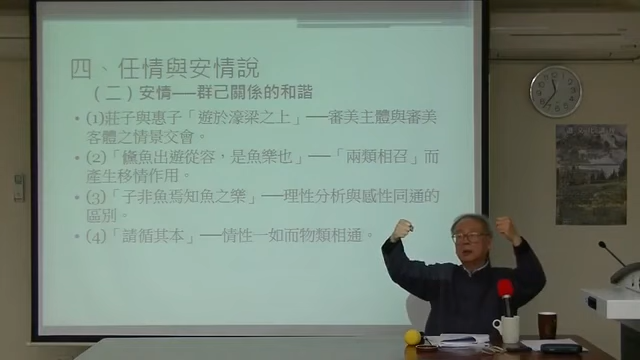 四、任情與安情說
（二）安情──群己關係的和諧
• (1)莊子與惠子「遊於濠梁之上」──審美主體與審美
客體之情景交會。
• (2)「鯈魚出遊從容，是魚樂也」──「兩類相召」而
產生移情作用。
• (3)「子非魚焉知魚之樂」──理性分析與感性同通的
區別。
• (4)「請循其本」──情性一如而物類相通。